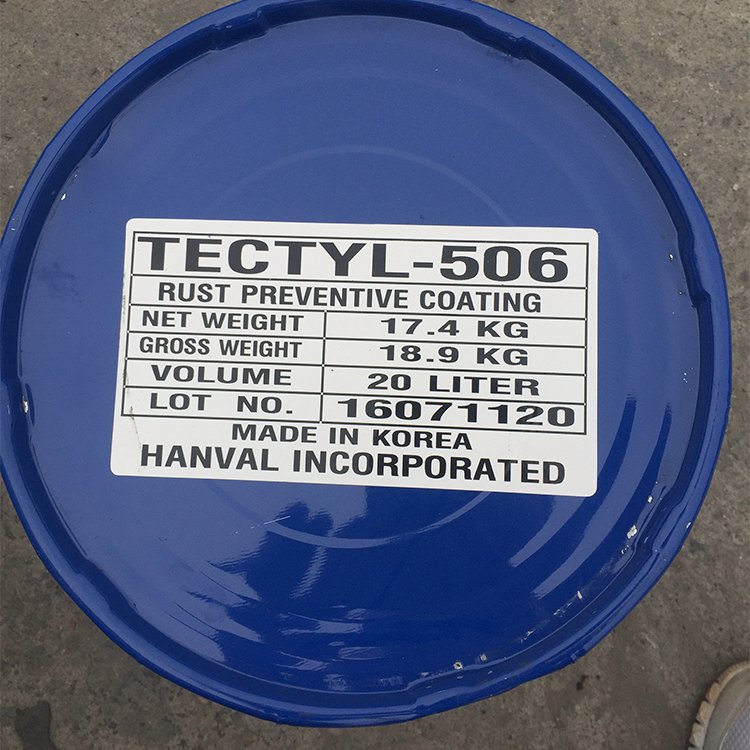 TECTYL-506
RUST PREVENTIVE COATING
NET WEIGHT 17.4 KG
GROSS WEIGHT 18.9 KG
VOLUME 20 LITER
LOT NO. 16071120
MADE IN KOREA
HANVAL INCORPORATED